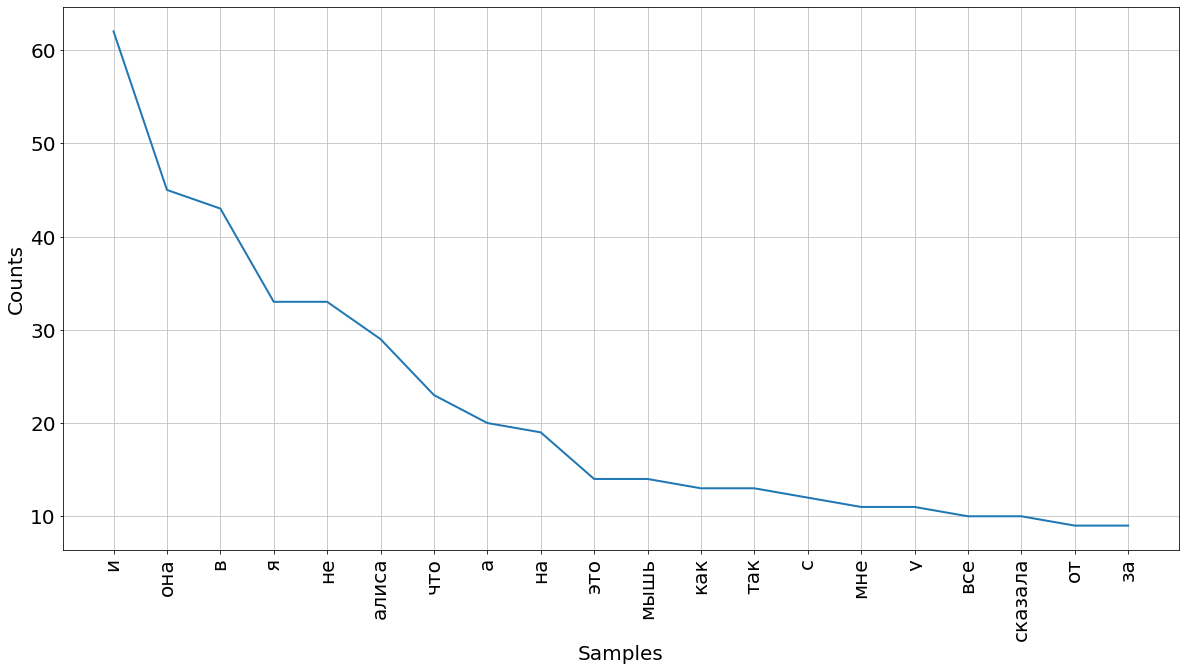 60
50
40
30
20
10
Counts
и
она
в
я
не
алиса
что
а
на
это
мышь
как
так
с
мне
у
все
сказала
от
за
Samples